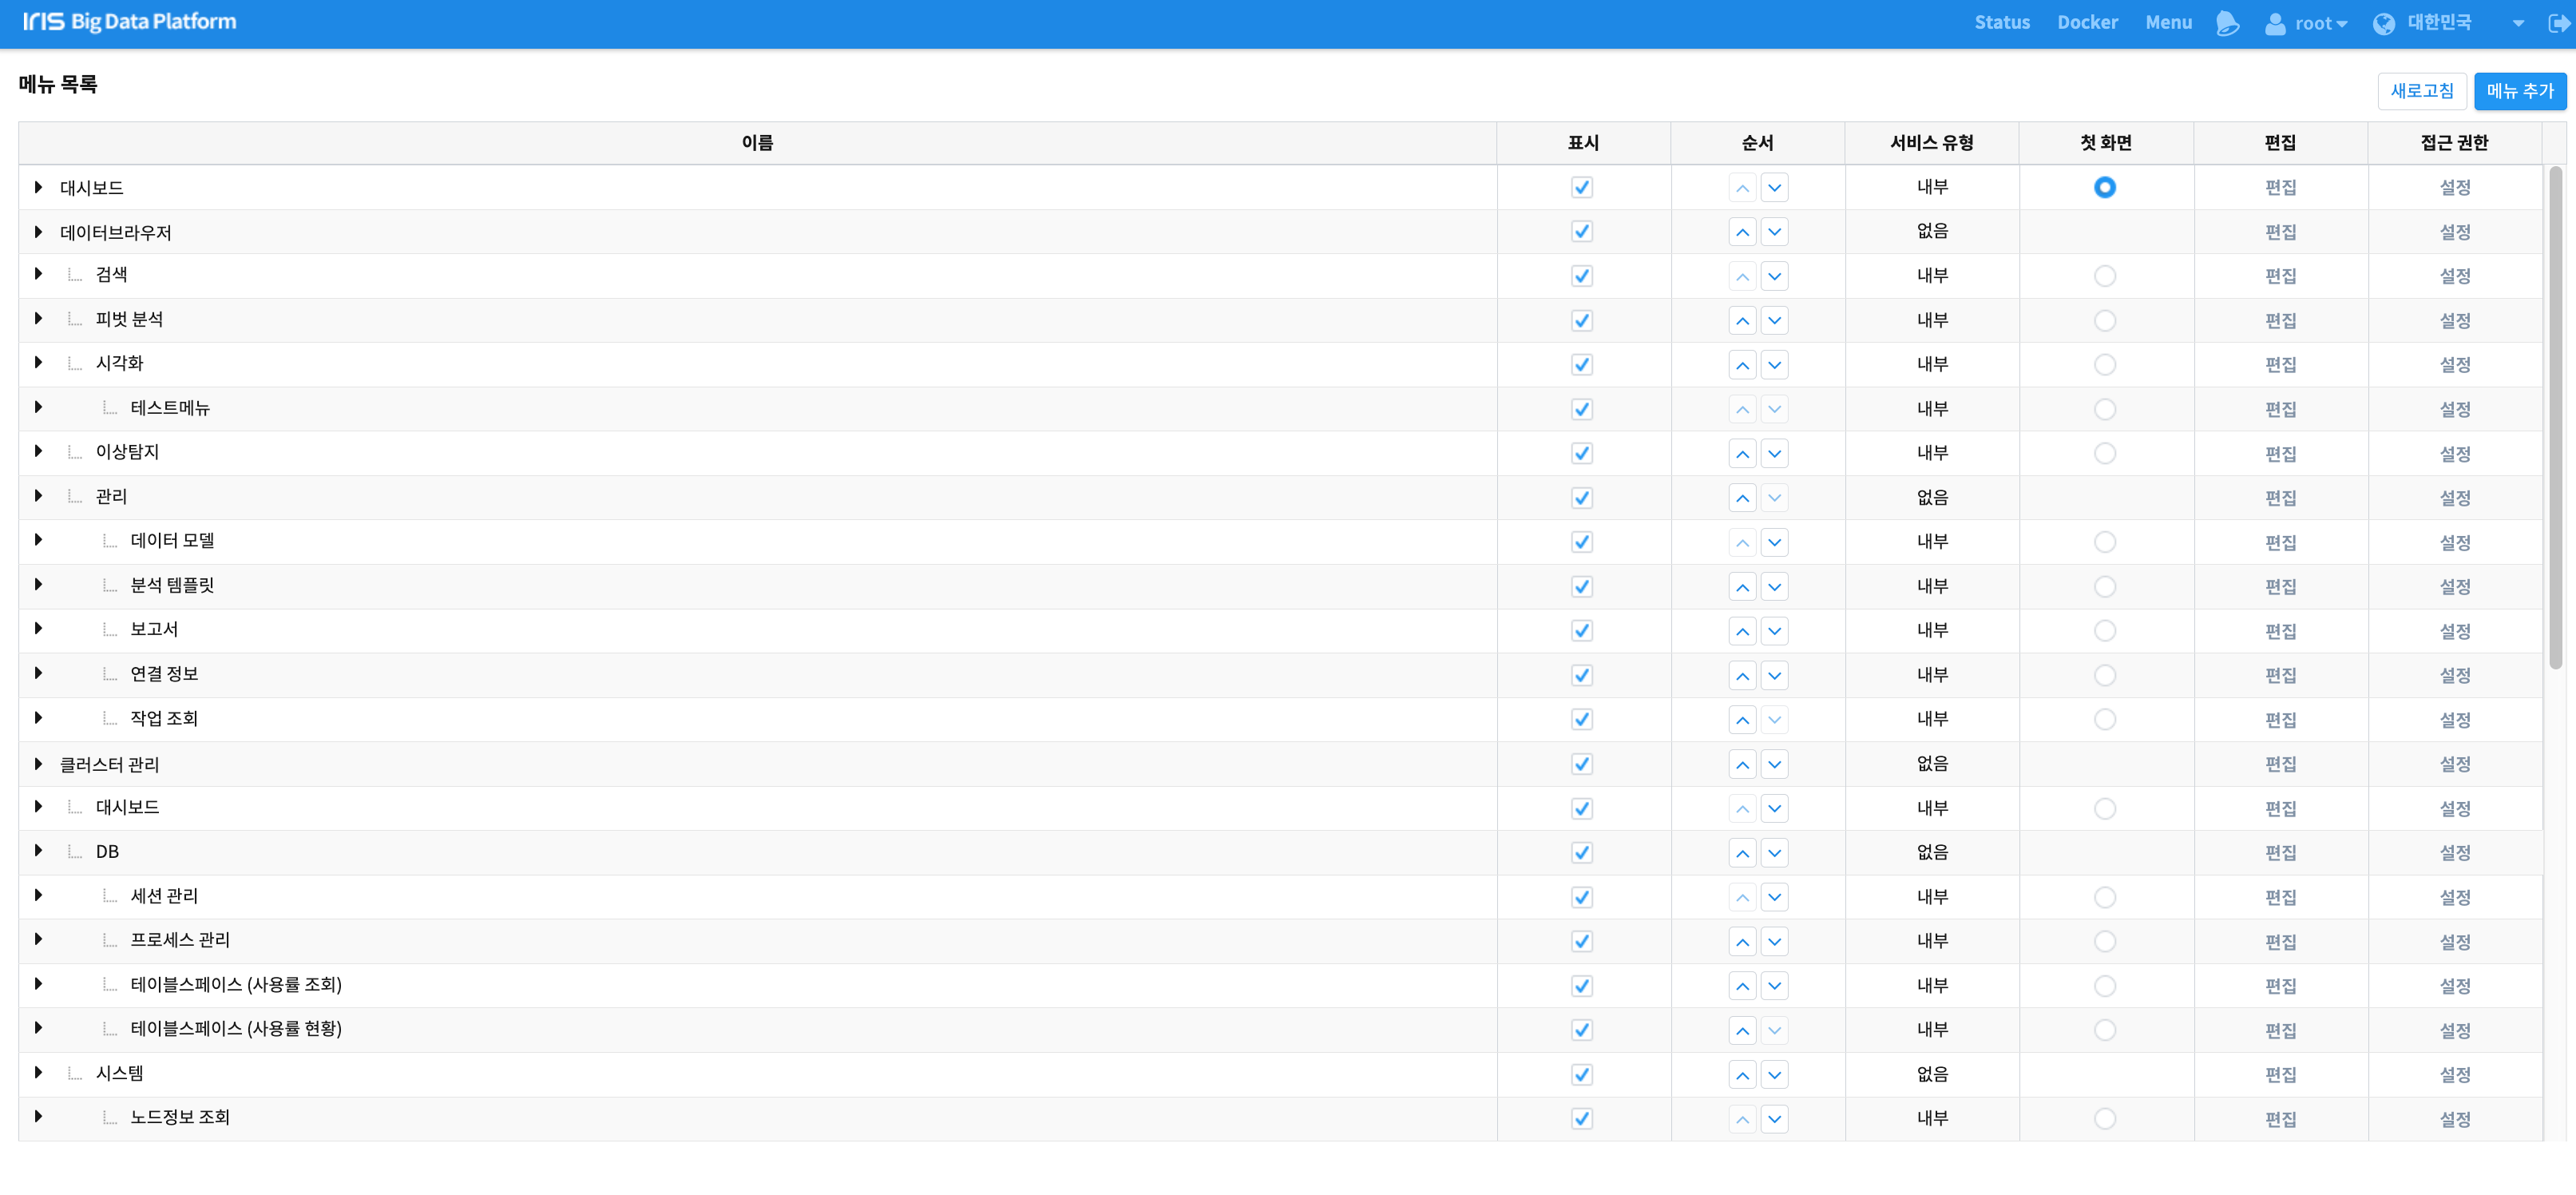 IRIS Big Data Platform
Status Docker Menu root 대한민국
메뉴 목록
새로고침 메뉴 추가
이름 표시 순서 서비스 유형 첫 화면 편집 접근 권한
대시보드 내부 편집 설정
데이터브라우저 없음 편집 설정
검색 내부 편집 설정
피벗 분석 내부 편집 설정
시각화 내부 편집 설정
테스트메뉴 내부 편집 설정
이상탐지 내부 편집 설정
관리 없음 편집 설정
데이터 모델 내부 편집 설정
분석 템플릿 내부 편집 설정
보고서 내부 편집 설정
연결 정보 내부 편집 설정
작업 조회 내부 편집 설정
클러스터 관리 없음 편집 설정
대시보드 내부 편집 설정
DB 없음 편집 설정
세션 관리 내부 편집 설정
프로세스 관리 내부 편집 설정
테이블스페이스 (사용률 조회) 내부 편집 설정
테이블스페이스 (사용률 현황) 내부 편집 설정
시스템 없음 편집 설정
노드정보 조회 내부 편집 설정